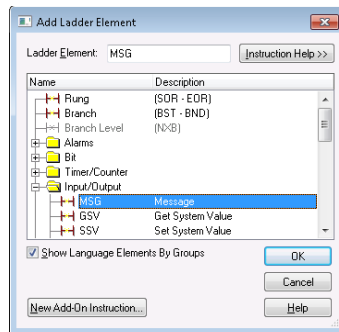 Add Ladder Element
Ladder Element: MSG Instruction Help >>
Name Description
Rung (SOR - EOR)
Branch (BST - BND)
Branch Level (NXB)
Alarms
Bit
Timer/Counter
Input/Output
MSG Message
GSV Get System Value
SSV Set System Value
Show Language Elements By Groups
OK
Cancel
New Add-On Instruction... Help